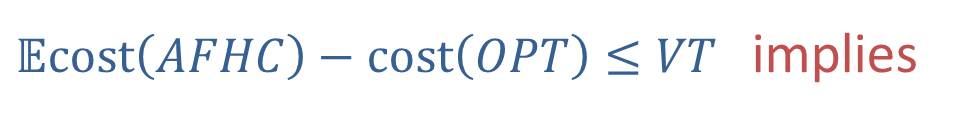 𝔼cost(AFHC) − cost(OPT) ≤ VT implies